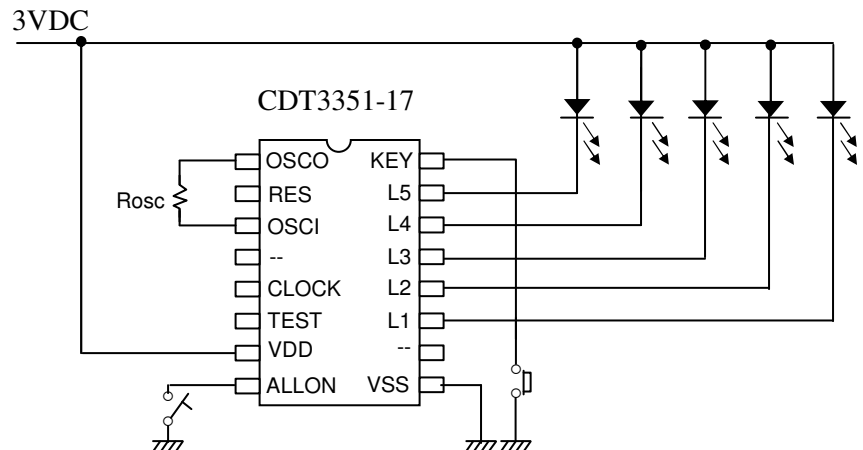 3VDC
CDT3351-17
OSCO KEY
RES L5
Rosc
OSCI L4
-- L3
CLOCK L2
TEST L1
VDD --
ALLON VSS